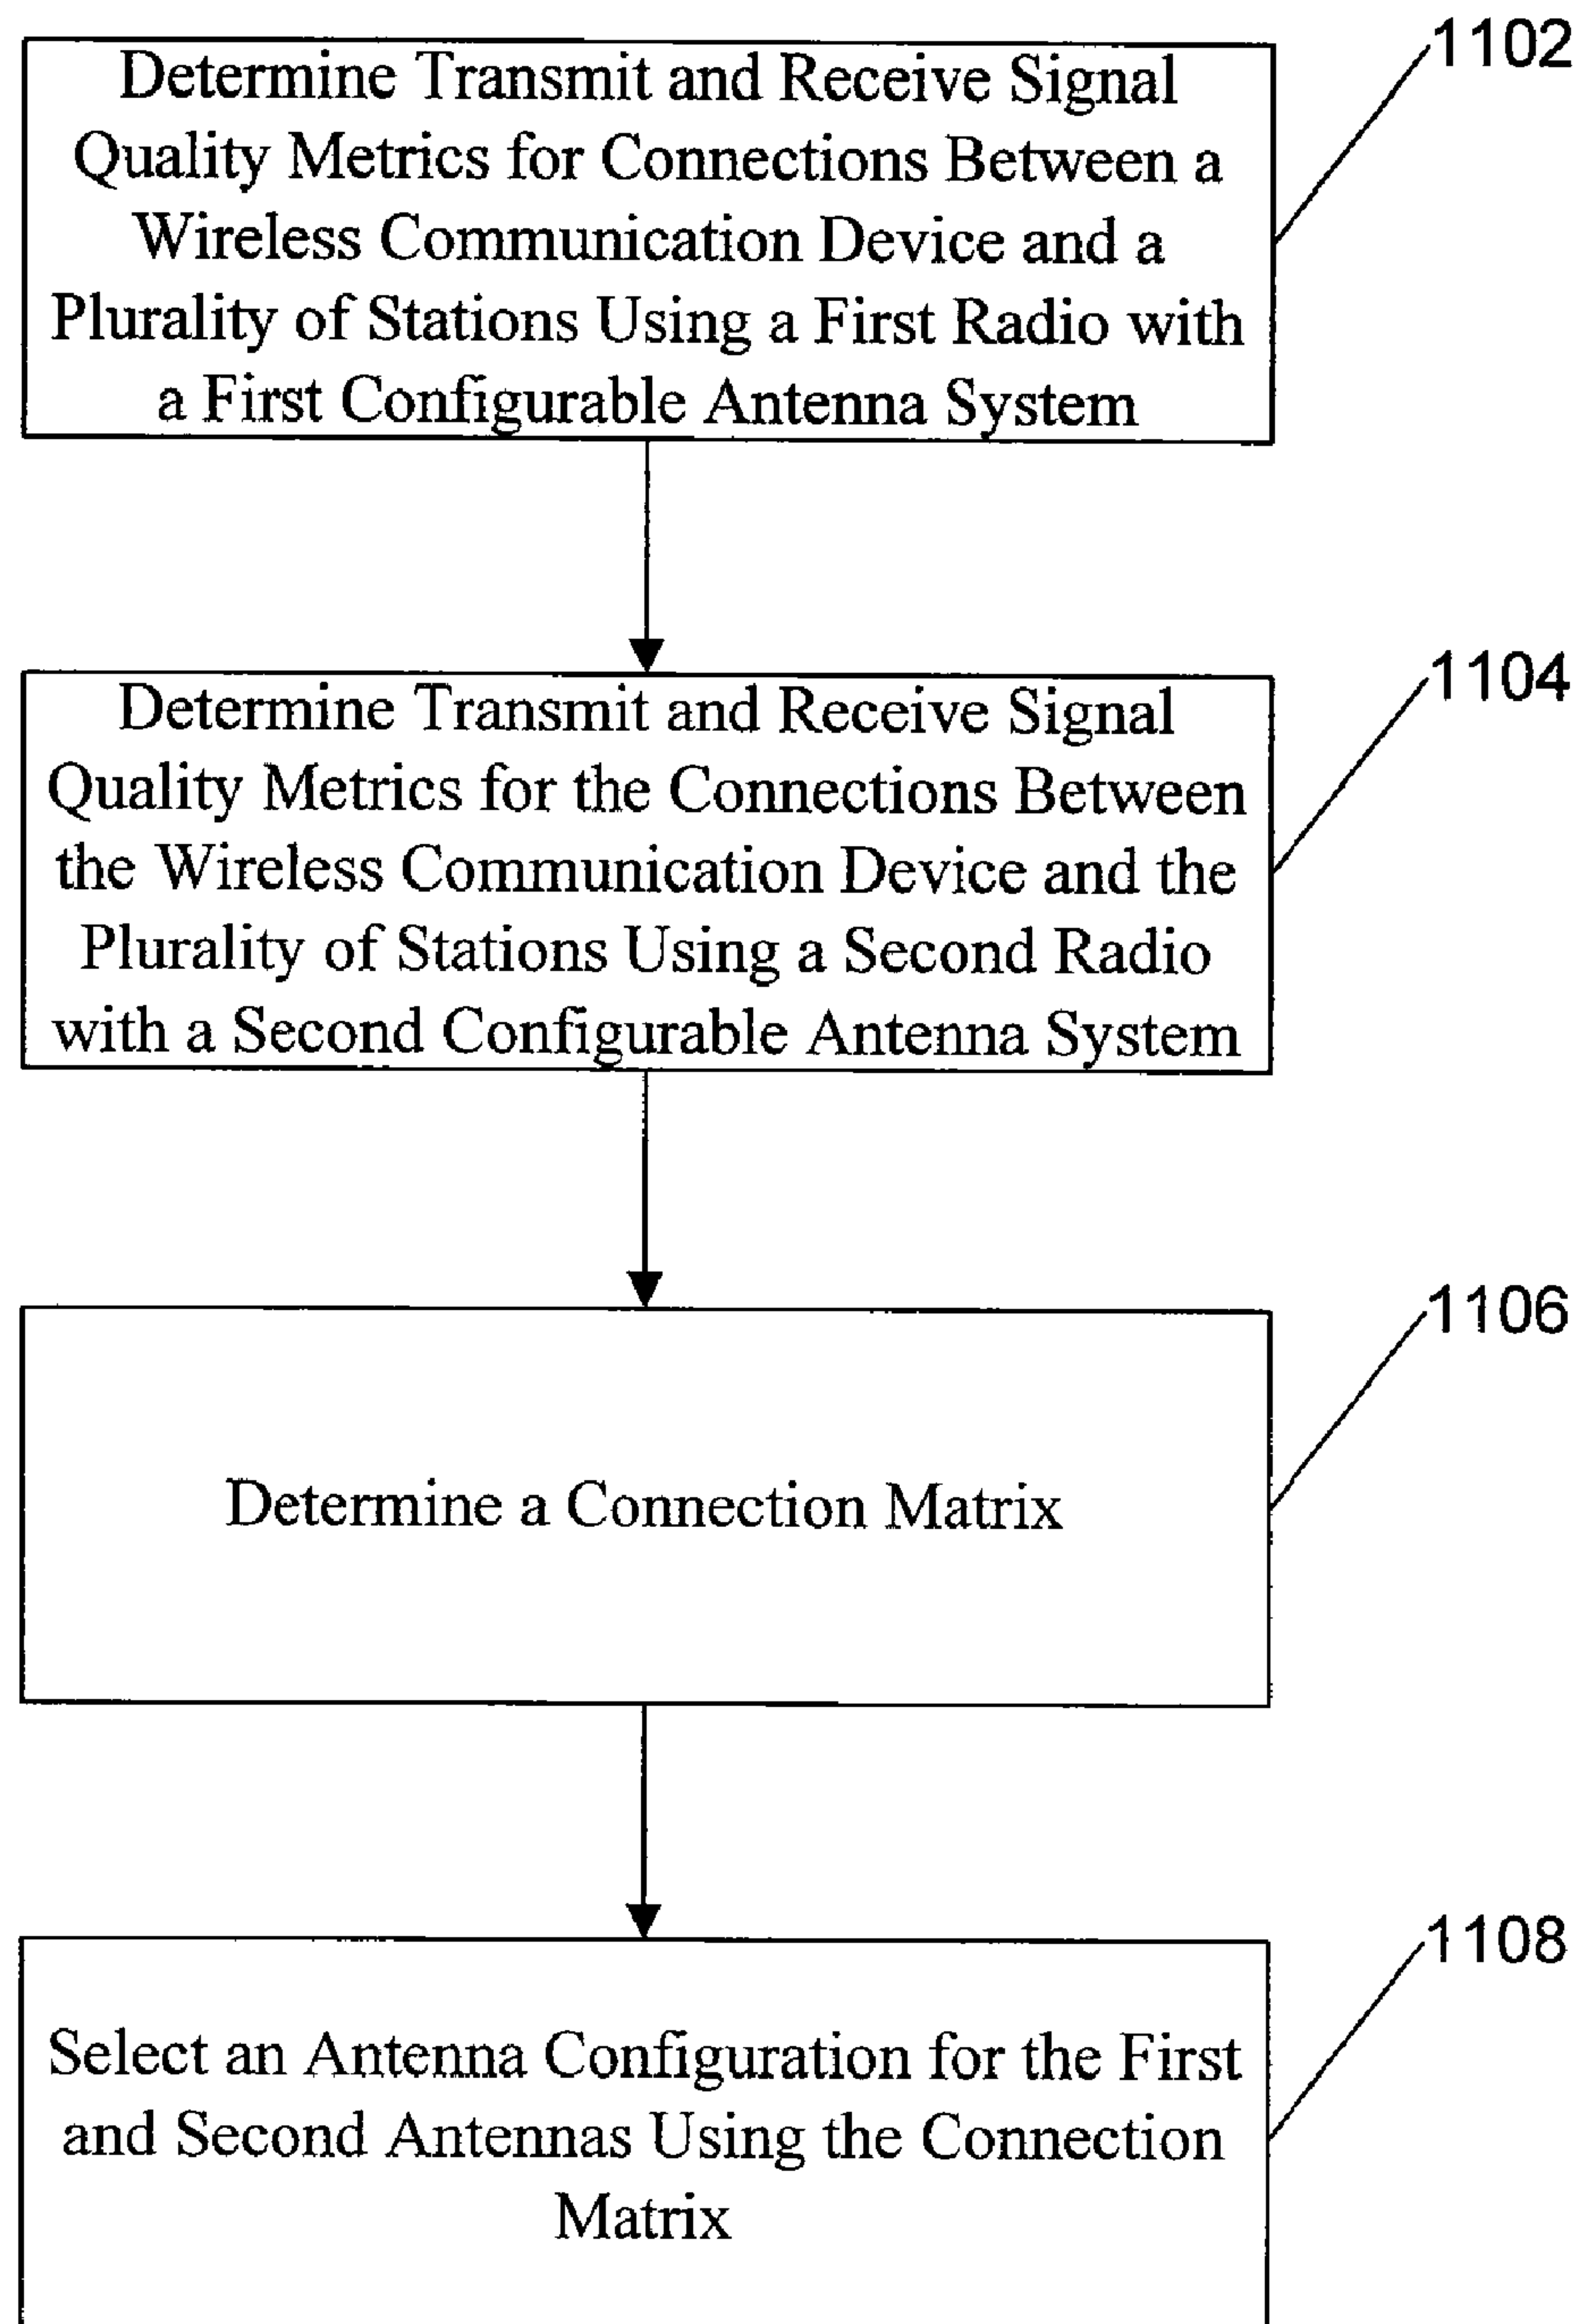 1102
Determine Transmit and Receive Signal
Quality Metrics for Connections Between a
Wireless Communication Device and a
Plurality of Stations Using a First Radio with
a First Configurable Antenna System
1104
Determine Transmit and Receive Signal
Quality Metrics for the Connections Between
the Wireless Communication Device and the
Plurality of Stations Using a Second Radio
with a Second Configurable Antenna System
1106
Determine a Connection Matrix
1108
Select an Antenna Configuration for the First
and Second Antennas Using the Connection
Matrix